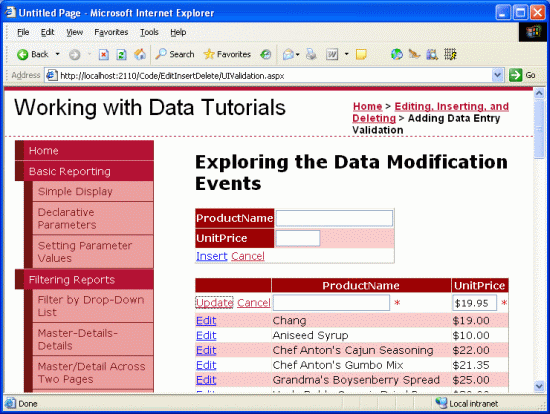 Untitled Page - Microsoft Internet Explorer
File Edit View Favorites Tools Help
Back Search Favorites
Address http://localhost:2110/Code/EditInsertDelete/UIValidation.aspx Go
Working with Data Tutorials
Home > Editing, Inserting, and
Deleting > Adding Data Entry
Validation
Home
Basic Reporting
Simple Display
Declarative
Parameters
Setting Parameter
Values
Filtering Reports
Filter by Drop-Down
List
Master-Details-
Details
Master/Detail Across
Two Pages
Exploring the Data Modification
Events
ProductName
UnitPrice
Insert Cancel
ProductName UnitPrice
Update Cancel * $19.95 *
Edit Chang $19.00
Edit Aniseed Syrup $10.00
Edit Chef Anton's Cajun Seasoning $22.00
Edit Chef Anton's Gumbo Mix $21.35
Edit Grandma's Boysenberry Spread $25.00
Done Local intranet